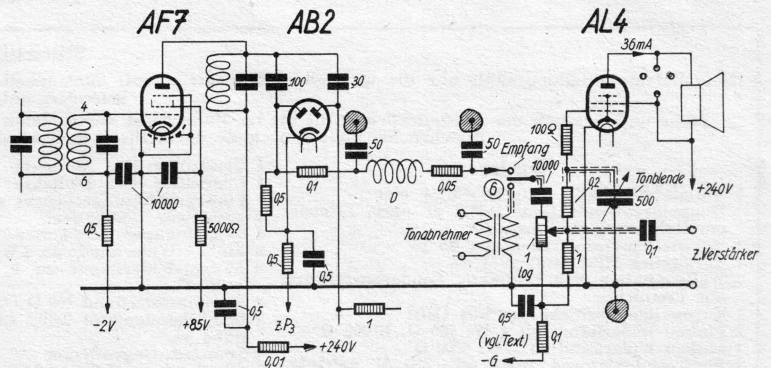 AF7
AB2
AL4
36mA
100
30
4
6
10000
50
50
Empfang
10000
100Ω
Tonblende
500
0,1
D
0,05
6
0,2
0,5
Tonabnehmer
1
log
1
0,1
z.Verstärker
+240V
0,5
5000Ω
0,5
0,5
-2V
+85V
0,5
z.P₃
1
0,5
(vgl.Text)
0,1
0,01
+240V
-G